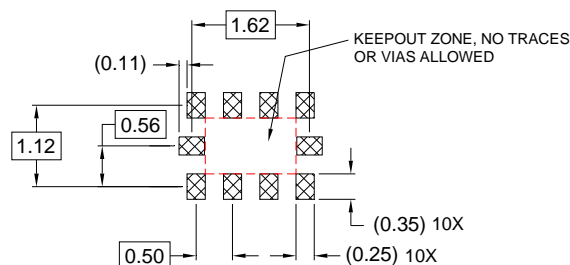 1.62
KEEPOUT ZONE, NO TRACES
OR VIAS ALLOWED
(0.11)
0.56
1.12
(0.35) 10X
0.50
(0.25) 10X